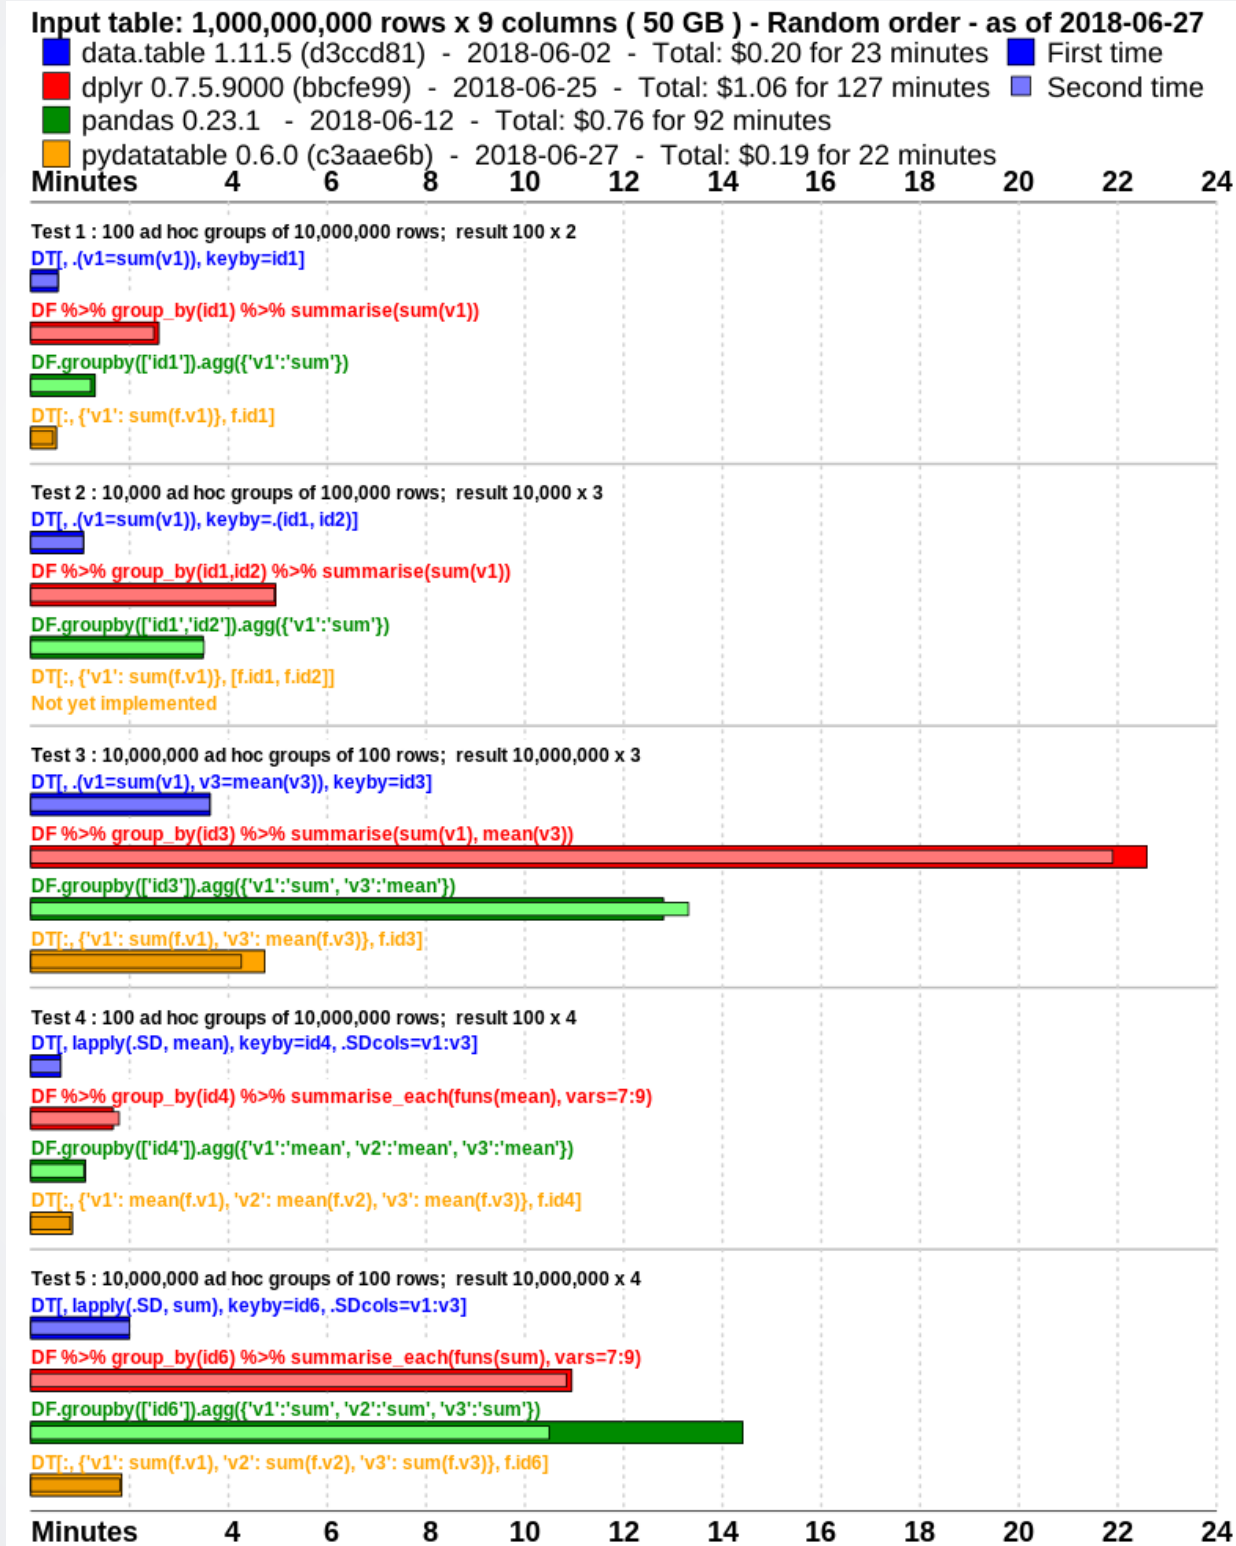 Input table: 1,000,000,000 rows x 9 columns ( 50 GB ) - Random order - as of 2018-06-27
data.table 1.11.5 (d3ccd81) - 2018-06-02 - Total: $0.20 for 23 minutes First time
dplyr 0.7.5.9000 (bbcfe99) - 2018-06-25 - Total: $1.06 for 127 minutes Second time
pandas 0.23.1 - 2018-06-12 - Total: $0.76 for 92 minutes
pydatatable 0.6.0 (c3aae6b) - 2018-06-27 - Total: $0.19 for 22 minutes
Minutes 4 6 8 10 12 14 16 18 20 22 24
Test 1 : 100 ad hoc groups of 10,000,000 rows; result 100 x 2
DT[, .(v1=sum(v1)), keyby=id1]
DF %>% group_by(id1) %>% summarise(sum(v1))
DF.groupby(['id1']).agg({'v1':'sum'})
DT[:, {'v1': sum(f.v1)}, f.id1]
Test 2 : 10,000 ad hoc groups of 100,000 rows; result 10,000 x 3
DT[, .(v1=sum(v1)), keyby=.(id1, id2)]
DF %>% group_by(id1,id2) %>% summarise(sum(v1))
DF.groupby(['id1','id2']).agg({'v1':'sum'})
DT[:, {'v1': sum(f.v1)}, [f.id1, f.id2]]
Not yet implemented
Test 3 : 10,000,000 ad hoc groups of 100 rows; result 10,000,000 x 3
DT[, .(v1=sum(v1), v3=mean(v3)), keyby=id3]
DF %>% group_by(id3) %>% summarise(sum(v1), mean(v3))
DF.groupby(['id3']).agg({'v1':'sum', 'v3':'mean'})
DT[:, {'v1': sum(f.v1), 'v3': mean(f.v3)}, f.id3]
Test 4 : 100 ad hoc groups of 10,000,000 rows; result 100 x 4
DT[, lapply(.SD, mean), keyby=id4, .SDcols=v1:v3]
DF %>% group_by(id4) %>% summarise_each(funs(mean), vars=7:9)
DF.groupby(['id4']).agg({'v1':'mean', 'v2':'mean', 'v3':'mean'})
DT[:, {'v1': mean(f.v1), 'v2': mean(f.v2), 'v3': mean(f.v3)}, f.id4]
Test 5 : 10,000,000 ad hoc groups of 100 rows; result 10,000,000 x 4
DT[, lapply(.SD, sum), keyby=id6, .SDcols=v1:v3]
DF %>% group_by(id6) %>% summarise_each(funs(sum), vars=7:9)
DF.groupby(['id6']).agg({'v1':'sum', 'v2':'sum', 'v3':'sum'})
DT[:, {'v1': sum(f.v1), 'v2': sum(f.v2), 'v3': sum(f.v3)}, f.id6]
Minutes 4 6 8 10 12 14 16 18 20 22 24